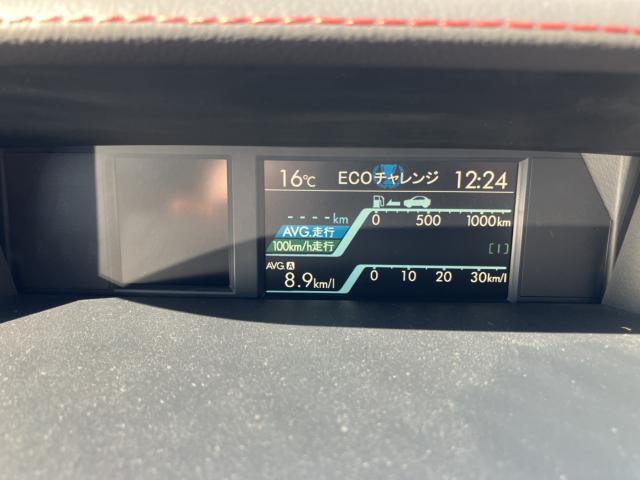 16℃ ECOチャレンジ 12:24
---- km
0 500 1000km
AVG.走行
100km/h走行
[1]
AVG. A
8.9km/l
0 10 20 30km/l